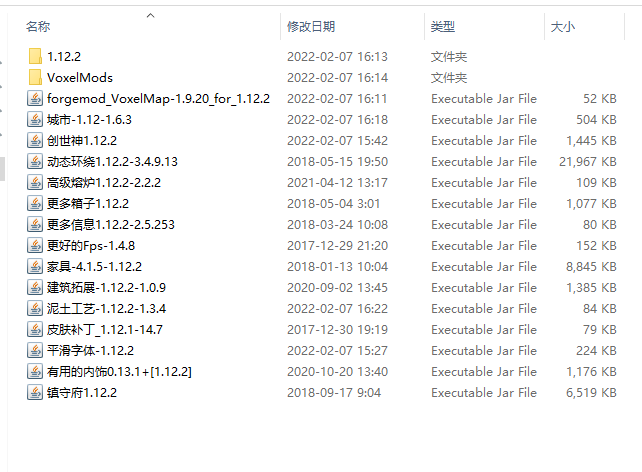 名称 修改日期 类型 大小
1.12.2 2022-02-07 16:13 文件夹
VoxelMods 2022-02-07 16:14 文件夹
forgemod_VoxelMap-1.9.20_for_1.12.2 2022-02-07 16:11 Executable Jar File 52 KB
城市-1.12-1.6.3 2022-02-07 16:18 Executable Jar File 504 KB
创世神1.12.2 2022-02-07 15:42 Executable Jar File 1,445 KB
动态环绕1.12.2-3.4.9.13 2018-05-15 19:50 Executable Jar File 21,967 KB
高级熔炉1.12.2-2.2.2 2021-04-12 13:17 Executable Jar File 109 KB
更多箱子1.12.2 2018-05-04 3:01 Executable Jar File 1,077 KB
更多信息1.12.2-2.5.253 2018-03-24 10:08 Executable Jar File 80 KB
更好的Fps-1.4.8 2017-12-29 21:20 Executable Jar File 152 KB
家具-4.1.5-1.12.2 2018-01-13 10:04 Executable Jar File 8,845 KB
建筑拓展-1.12.2-1.0.9 2020-09-02 13:45 Executable Jar File 1,385 KB
泥土工艺-1.12.2-1.3.4 2022-02-07 16:22 Executable Jar File 84 KB
皮肤补丁_1.12.1-14.7 2017-12-30 19:19 Executable Jar File 79 KB
平滑字体-1.12.2 2022-02-07 15:27 Executable Jar File 224 KB
有用的内饰0.13.1+[1.12.2] 2020-10-20 13:40 Executable Jar File 1,176 KB
镇守府1.12.2 2018-09-17 9:04 Executable Jar File 6,519 KB